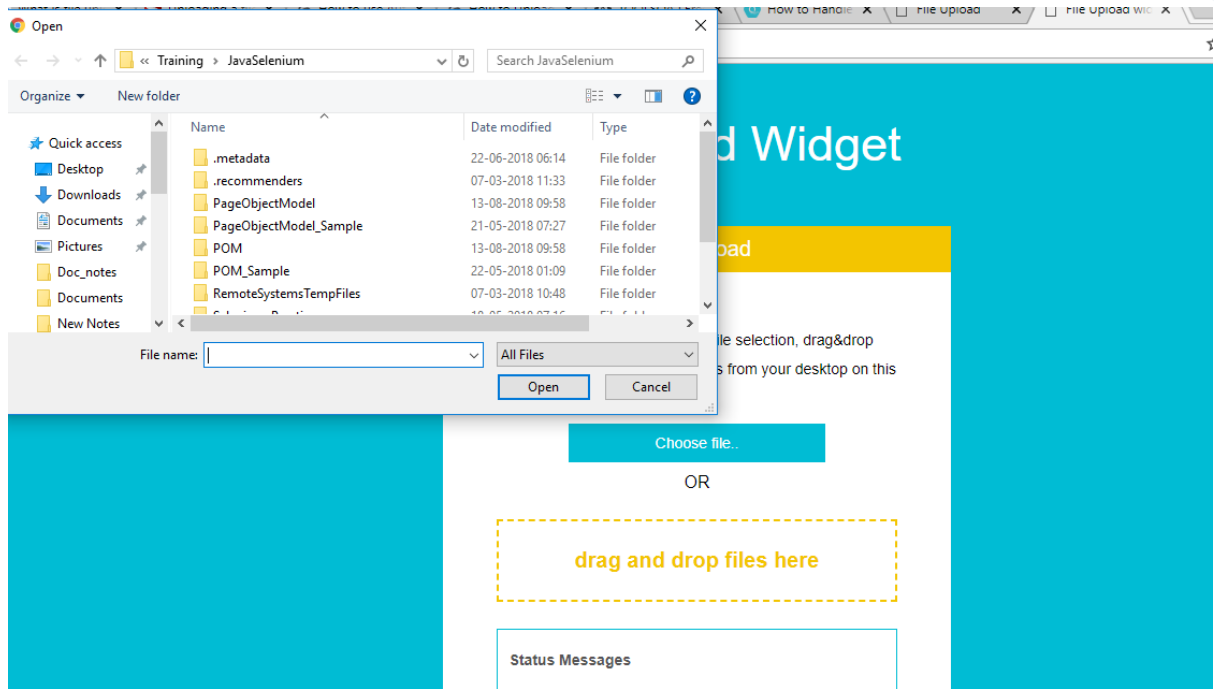 How to Handle
File Upload
File Upload wid
Open
« Training › JavaSelenium
Search JavaSelenium
Organize
New folder
Name
Date modified
Type
Quick access
Desktop
Downloads
Documents
Pictures
Doc_notes
Documents
New Notes
.metadata 22-06-2018 06:14 File folder
.recommenders 07-03-2018 11:33 File folder
PageObjectModel 13-08-2018 09:58 File folder
PageObjectModel_Sample 21-05-2018 07:27 File folder
POM 13-08-2018 09:58 File folder
POM_Sample 22-05-2018 01:09 File folder
RemoteSystemsTempFiles 07-03-2018 10:48 File folder
File name:
All Files
Open
Cancel
d Widget
oad
ile selection, drag&drop
s from your desktop on this
Choose file..
OR
drag and drop files here
Status Messages